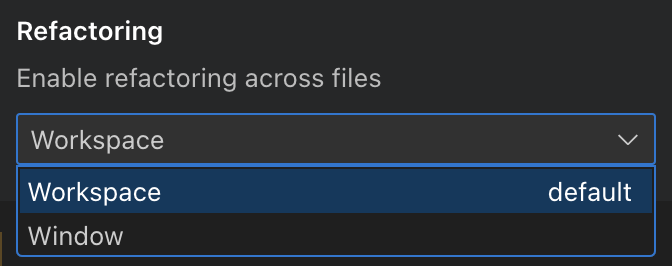 Refactoring
Enable refactoring across files
Workspace
Workspace default
Window